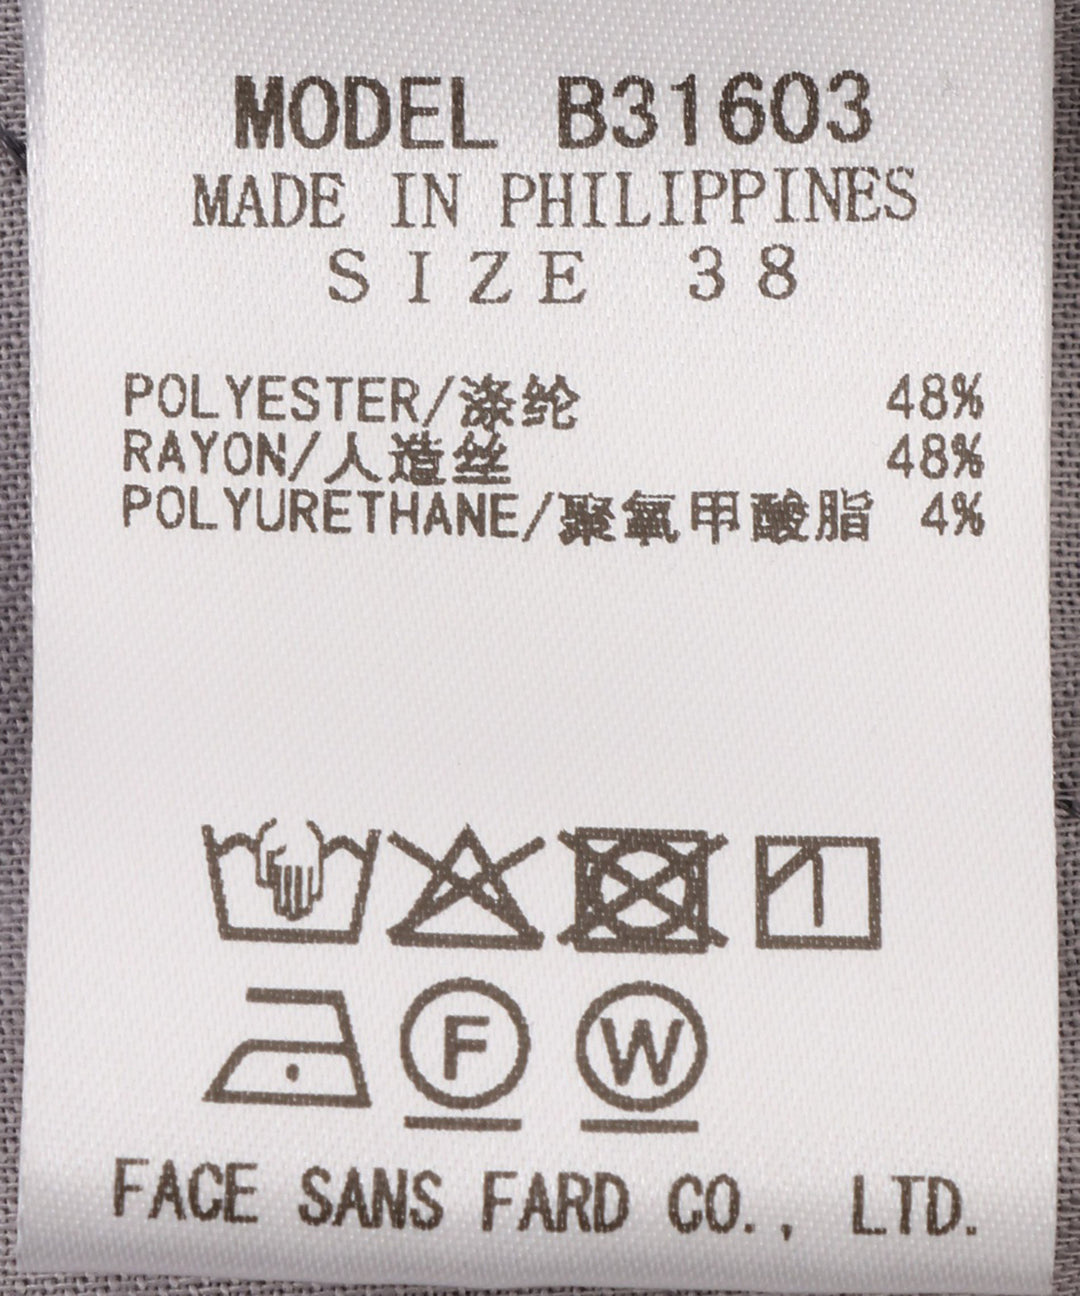 MODEL B31603
MADE IN PHILIPPINES
SIZE 38
POLYESTER/涤纶 48%
RAYON/人造丝 48%
POLYURETHANE/聚氧甲酸脂 4%
F W
FACE SANS FARD CO., LTD.